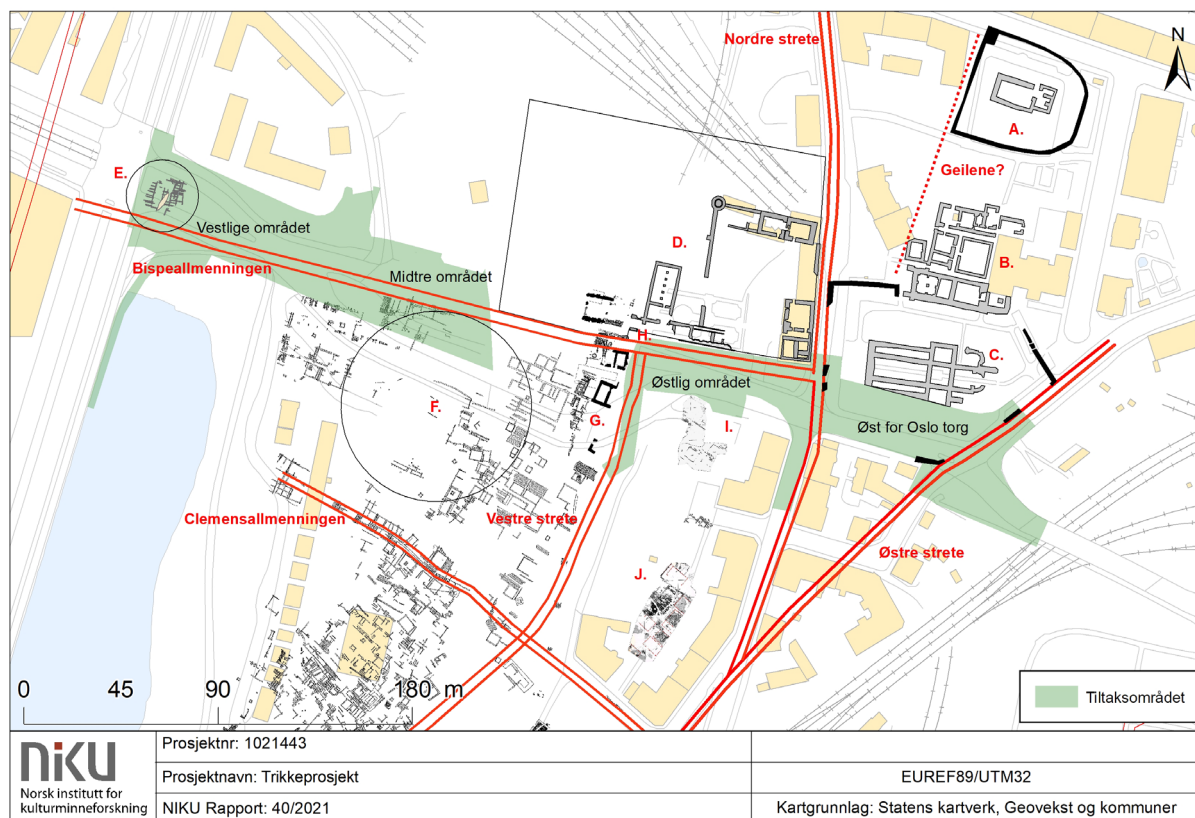 Nordre strete
N
A.
E.
Geilene?
Vestlige området
D.
B.
Bispeallmenningen
Midtre området
H.
C.
Østlig området
F.
G.
I.
Øst for Oslo torg
Clemensallmenningen
Vestre strete
Østre strete
J.
0 45 90 180 m
Tiltaksområdet
niku
Norsk institutt for
kulturminneforskning
Prosjektnr: 1021443
Prosjektnavn: Trikkeprosjekt
EUREF89/UTM32
NIKU Rapport: 40/2021
Kartgrunnlag: Statens kartverk, Geovekst og kommuner